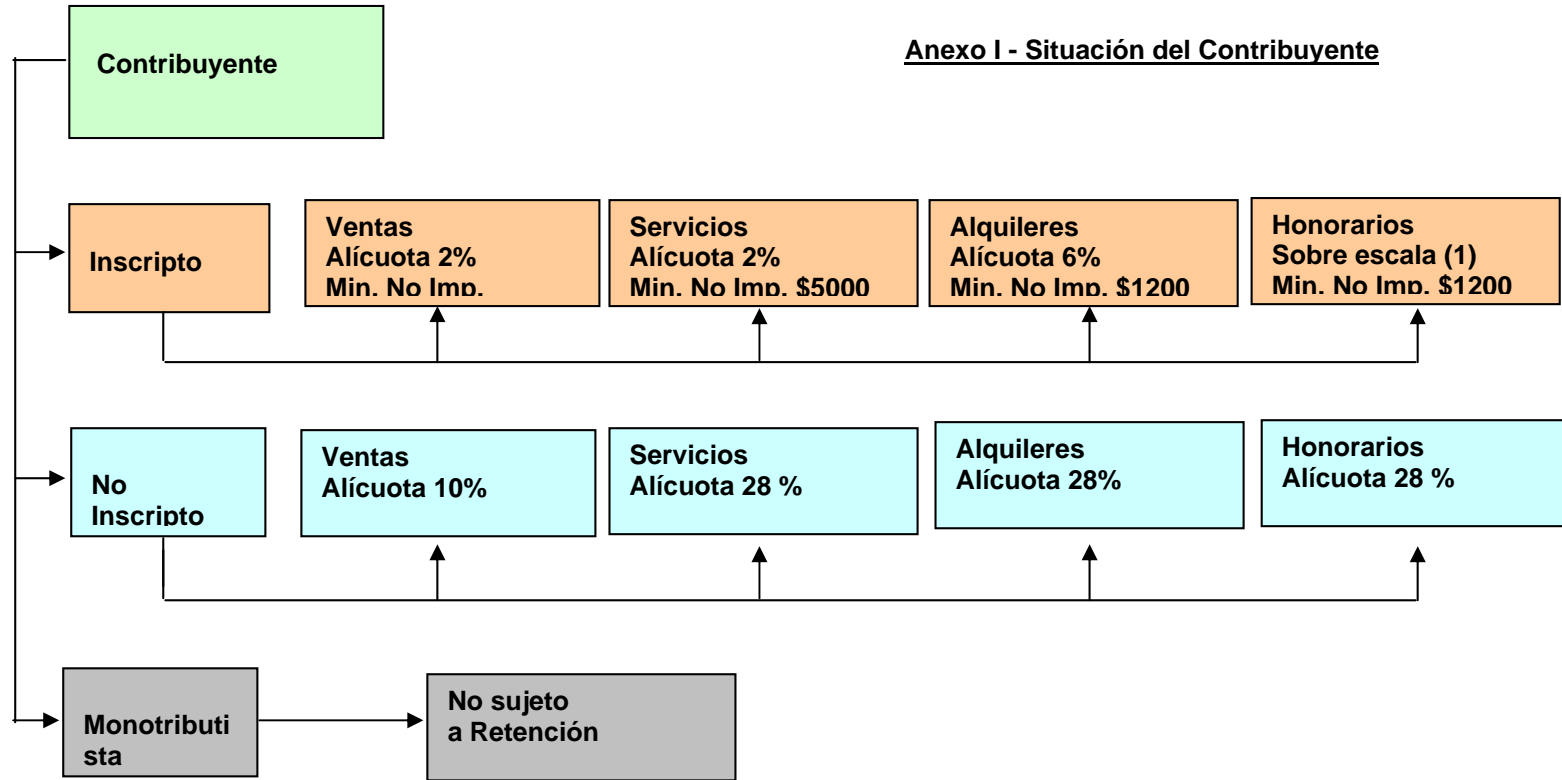 Contribuyente
Anexo I - Situación del Contribuyente
Inscripto
Ventas
Alícuota 2%
Min. No Imp.
Servicios
Alícuota 2%
Min. No Imp. $5000
Alquileres
Alícuota 6%
Min. No Imp. $1200
Honorarios
Sobre escala (1)
Min. No Imp. $1200
No
Inscripto
Ventas
Alícuota 10%
Servicios
Alícuota 28 %
Alquileres
Alícuota 28%
Honorarios
Alícuota 28 %
Monotributi
sta
No sujeto
a Retención